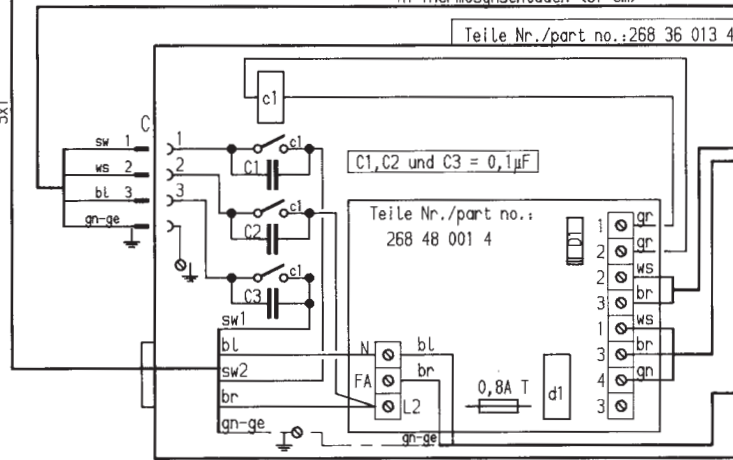 Teile Nr./part no.:268 36 013 4
5x1
c1
C
sw 1
1
c1
C1
ws 2
2
C1,C2 und C3 = 0,1µF
bl 3
3
c1
C2
gn-ge
Teile Nr./part no.:
268 48 001 4
D1
1 gr
2 gr
2 ws
3 br
1 ws
3 br
4 gn
3
c1
C3
sw1
bl
N bl
sw2
FA br
br
L2
0,8A T
d1
gn-ge
gn-ge